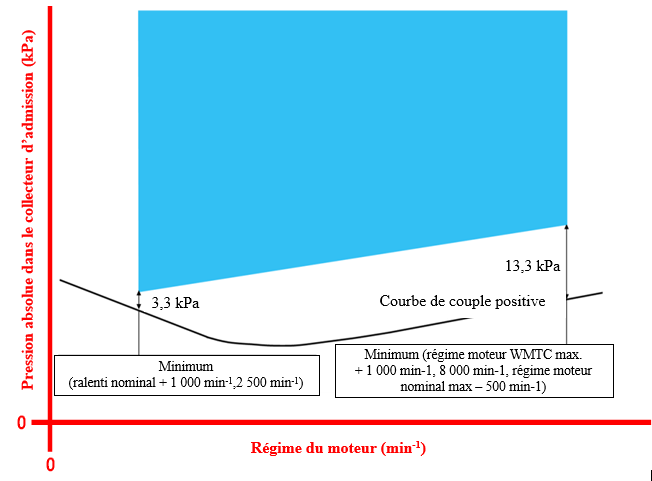 Pression absolue dans le collecteur d’admission (kPa)
13,3 kPa
3,3 kPa
Courbe de couple positive
Minimum
(ralenti nominal + 1 000 min-1,2 500 min-1)
Minimum (régime moteur WMTC max.
+ 1 000 min-1, 8 000 min-1, régime moteur
nominal max – 500 min-1)
0
Régime du moteur (min-1)
0